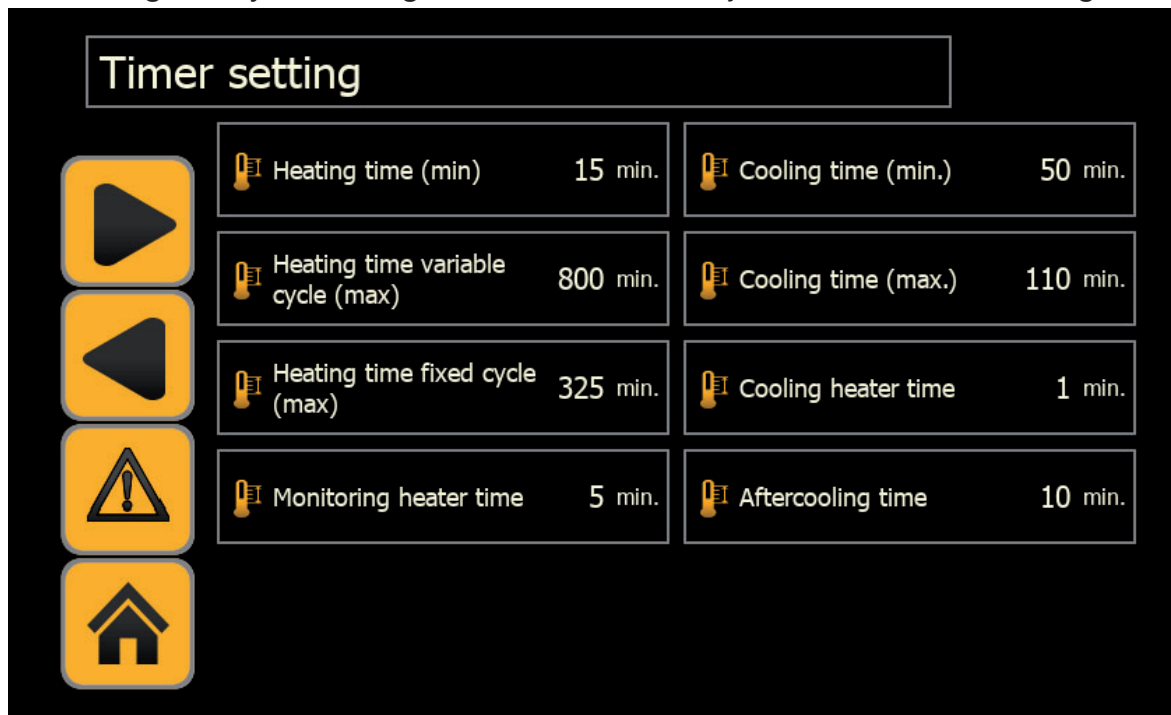 Timer setting
Heating time (min) 15 min.
Cooling time (min.) 50 min.
Heating time variable
cycle (max) 800 min.
Cooling time (max.) 110 min.
Heating time fixed cycle
(max) 325 min.
Cooling heater time 1 min.
Monitoring heater time 5 min.
Aftercooling time 10 min.